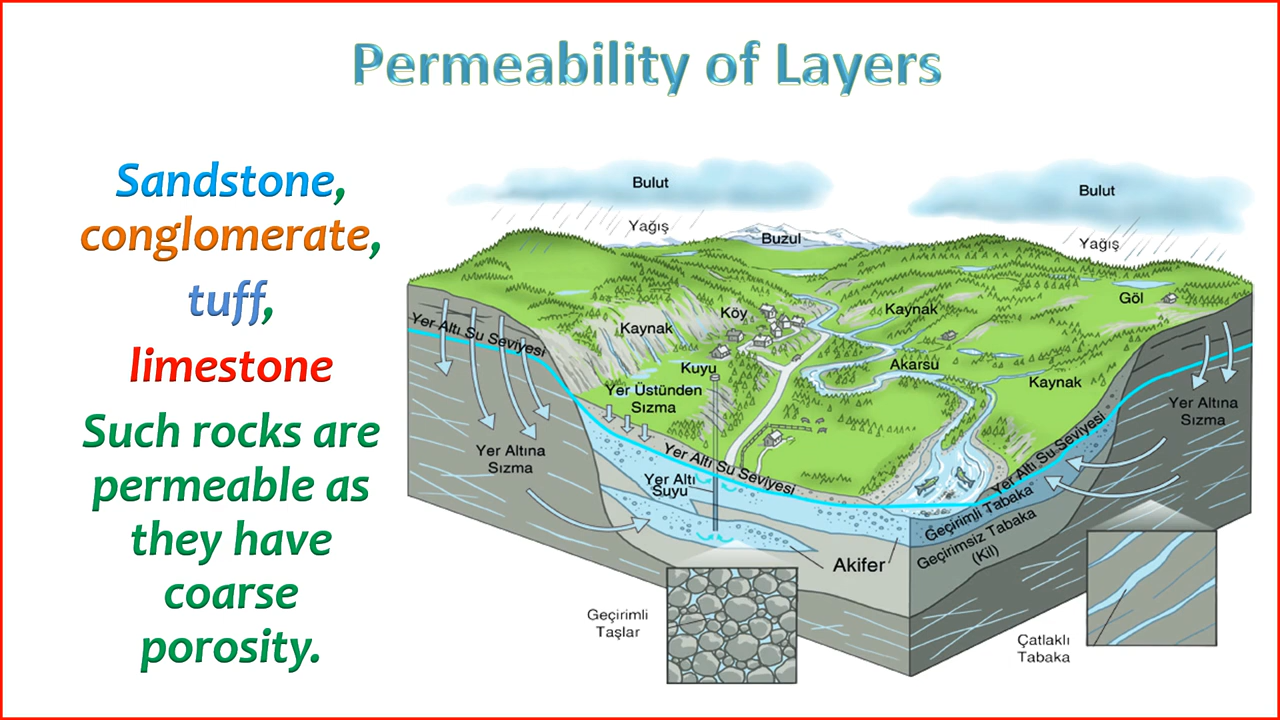 Permeability of Layers
Sandstone,
conglomerate,
tuff,
limestone
Such rocks are
permeable as
they have
coarse
porosity.
Bulut
Bulut
Yağış
Yağış
Buzul
Göl
Köy
Kaynak
Kaynak
Yer Altı Su Seviyesi
Kuyu
Akarsu
Kaynak
Yer Üstünden
Sızma
Yer Altına
Sızma
Yer Altına
Sızma
Yer Altı Su Seviyesi
Yer Altı Su Seviyesi
Yer Altı
Suyu
Geçirimli Tabaka
Geçirimsiz Tabaka
(Kil)
Akifer
Geçirimli
Taşlar
Çatlaklı
Tabaka